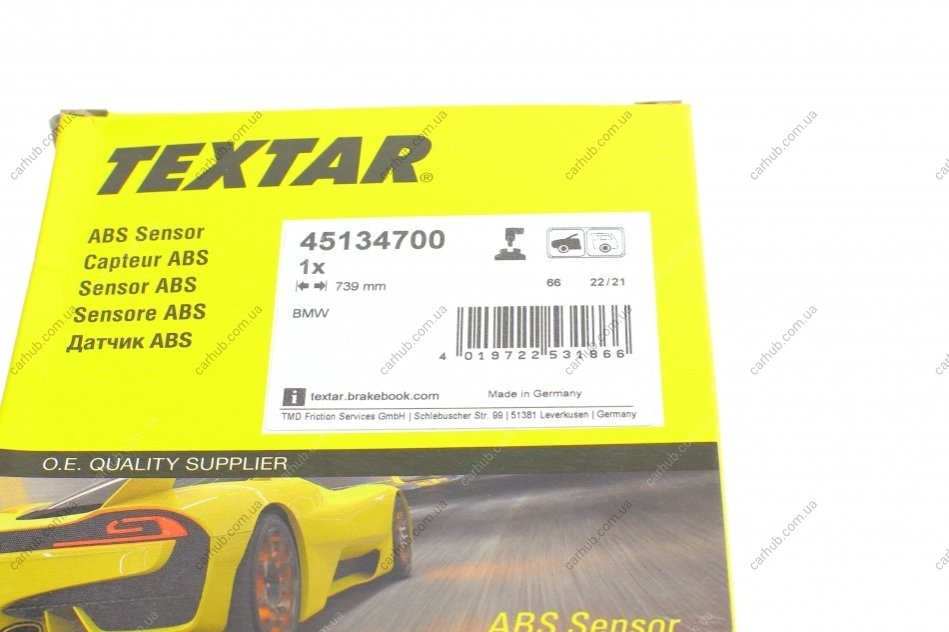 TEXTAR®
ABS Sensor
Capteur ABS
Sensor ABS
Sensore ABS
Датчик ABS
45134700
1x
739 mm
66 22/21
BMW
4 019722 531866
i textar.brakebook.com Made in Germany
TMD Friction Services GmbH | Schlebuscher Str. 99 | 51381 Leverkusen | Germany
O.E. QUALITY SUPPLIER
ABS Sensor
carhub.com.ua